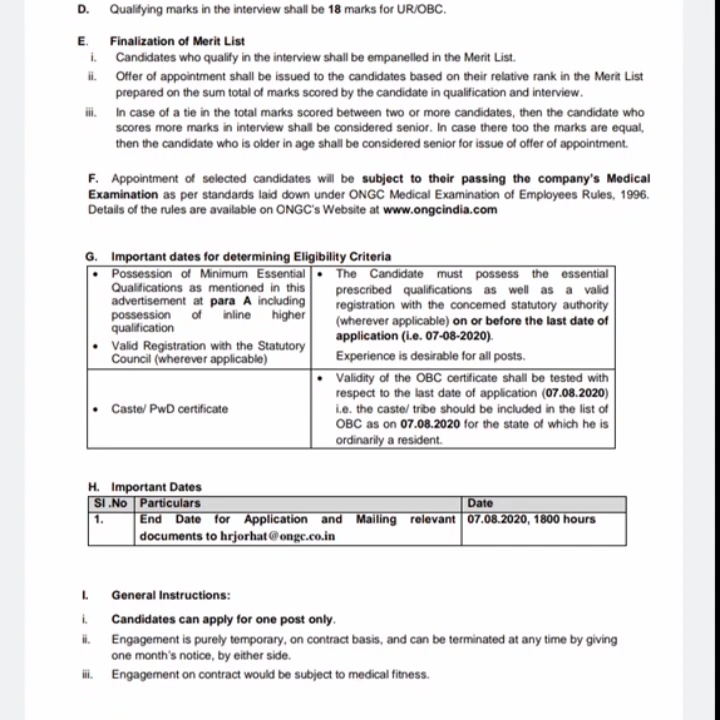 D. Qualifying marks in the interview shall be 18 marks for UR/OBC.
E. Finalization of Merit List
i. Candidates who qualify in the interview shall be empanelled in the Merit List.
ii. Offer of appointment shall be issued to the candidates based on their relative rank in the Merit List
prepared on the sum total of marks scored by the candidate in qualification and interview.
iii. In case of a tie in the total marks scored between two or more candidates, then the candidate who
scores more marks in interview shall be considered senior. In case there too the marks are equal,
then the candidate who is older in age shall be considered senior for issue of offer of appointment.
F. Appointment of selected candidates will be subject to their passing the company's Medical
Examination as per standards laid down under ONGC Medical Examination of Employees Rules, 1996.
Details of the rules are available on ONGC's Website at www.ongcindia.com
G. Important dates for determining Eligibility Criteria
• Possession of Minimum Essential
Qualifications as mentioned in this
advertisement at para A including
possession of inline higher
qualification
• Valid Registration with the Statutory
Council (wherever applicable)
• The Candidate must possess the essential
prescribed qualifications as well as a valid
registration with the concerned statutory authority
(wherever applicable) on or before the last date of
application (i.e. 07-08-2020).
Experience is desirable for all posts.
• Caste/ PwD certificate
• Validity of the OBC certificate shall be tested with
respect to the last date of application (07.08.2020)
i.e. the caste/ tribe should be included in the list of
OBC as on 07.08.2020 for the state of which he is
ordinarily a resident.
H. Important Dates
Sl .No Particulars Date
1. End Date for Application and Mailing relevant 07.08.2020, 1800 hours
documents to hrjorhat@ongc.co.in
I. General Instructions:
i. Candidates can apply for one post only.
ii. Engagement is purely temporary, on contract basis, and can be terminated at any time by giving
one month's notice, by either side.
iii. Engagement on contract would be subject to medical fitness.